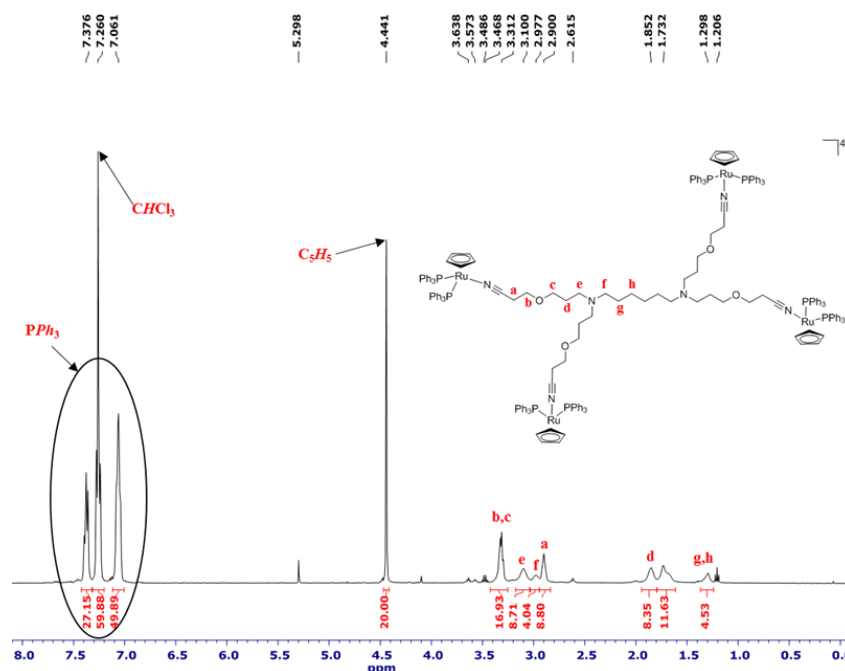 7.376
7.260
7.061
5.298
4.441
3.638
3.573
3.486
3.468
3.312
3.100
2.977
2.900
2.615
1.852
1.732
1.298
1.206
CHCl3
C5H5
PPh3
4
Ph3P
Ru
PPh3
N
O
Ph3P
Ru
Ph3P
N
a
b
O
c
d
e
N
f
g
h
N
O
N
PPh3
Ru
PPh3
O
N
Ph3P
Ru
PPh3
b,c
e
f
a
d
g,h
27.15
59.88
49.89
20.00
16.93
8.71
4.04
8.80
8.35
11.63
4.53
8.0 7.5 7.0 6.5 6.0 5.5 5.0 4.5 4.0 3.5 3.0 2.5 2.0 1.5 1.0 0.5
ppm